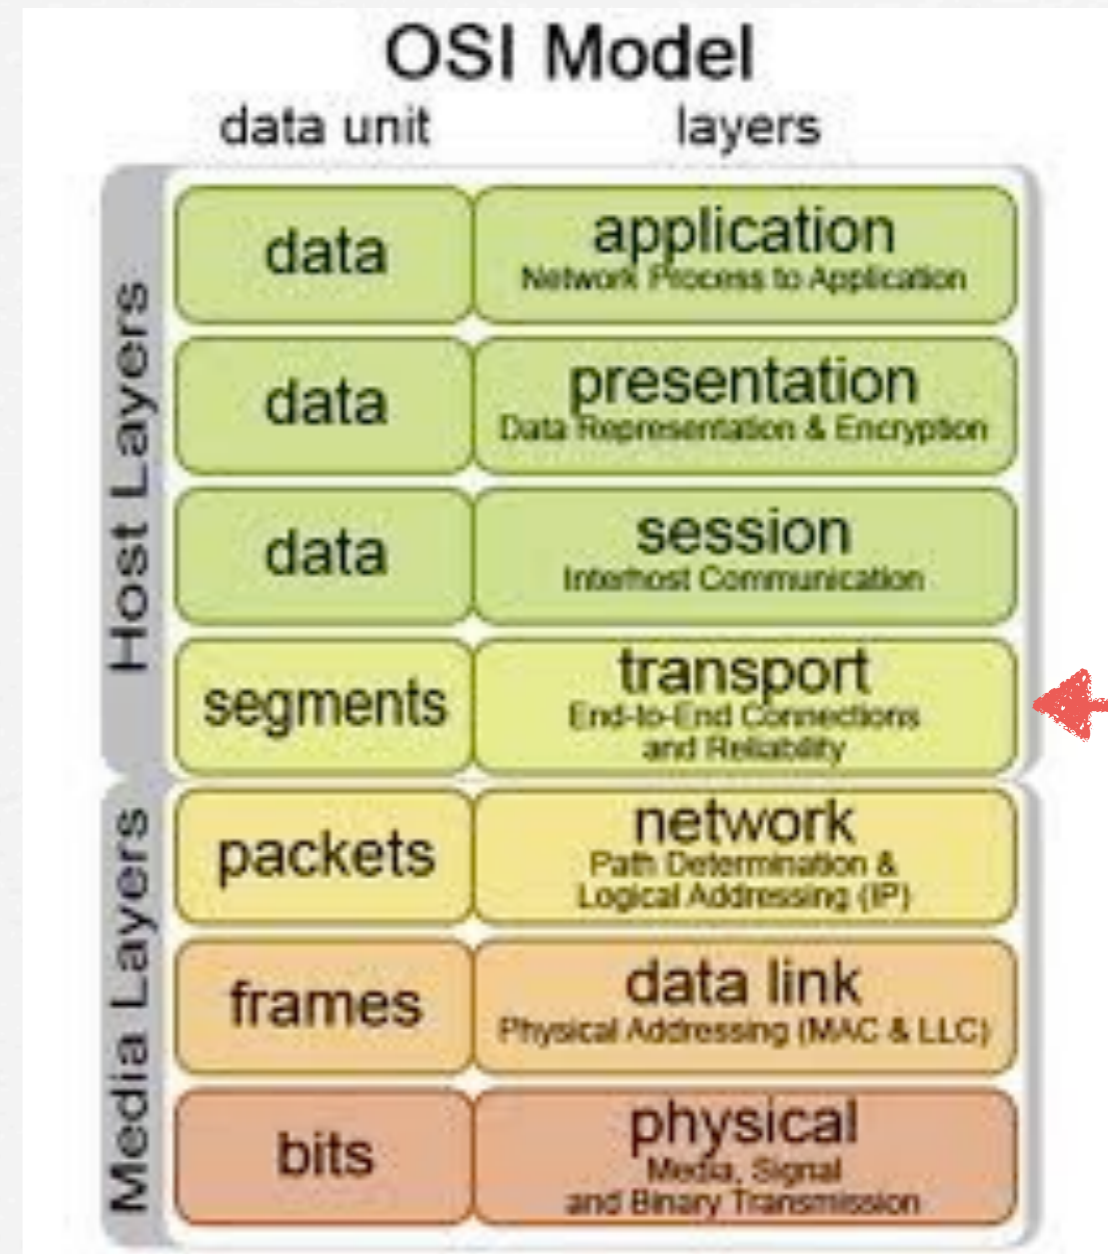 OSI Model
data unit layers
Host Layers
data
application
Network Process to Application
data
presentation
Data Representation & Encryption
data
session
Interhost Communication
segments
transport
End-to-End Connections
and Reliability
Media Layers
packets
network
Path Determination &
Logical Addressing (IP)
frames
data link
Physical Addressing (MAC & LLC)
bits
physical
Media, Signal
and Binary Transmission